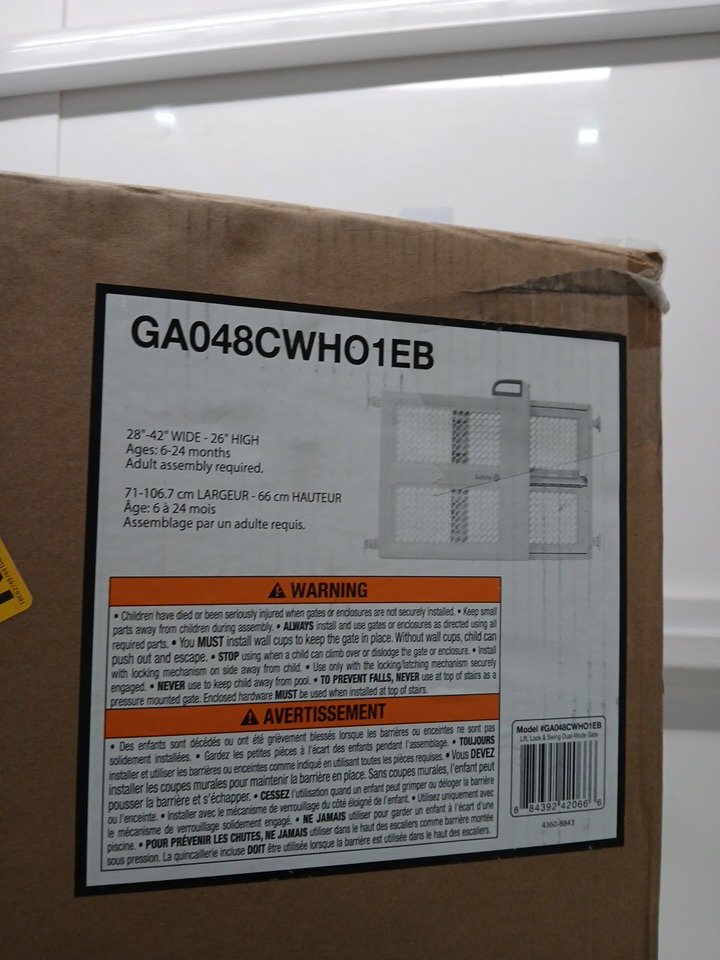 GA048CWHO1EB
28"-42" WIDE - 26" HIGH
Ages: 6-24 months
Adult assembly required.
71-106.7 cm LARGEUR - 66 cm HAUTEUR
Âge: 6 à 24 mois
Assemblage par un adulte requis.
Safety
WARNING
• Children have died or been seriously injured when gates or enclosures are not securely installed. • Keep small
parts away from children during assembly. • ALWAYS install and use gates or enclosures as directed using all
required parts. • You MUST install wall cups to keep the gate in place. Without wall cups, child can
push out and escape. • STOP using when a child can climb over or dislodge the gate or enclosure. • Install
with locking mechanism on side away from child. • Use only with the locking/latching mechanism securely
engaged. • NEVER use to keep child away from pool. • TO PREVENT FALLS, NEVER use at top of stairs as a
pressure mounted gate. Enclosed hardware MUST be used when installed at top of stairs.
AVERTISSEMENT
• Des enfants sont décédés ou ont été grièvement blessés lorsque les barrières ou enceintes ne sont pas
solidement installées. • Gardez les petites pièces à l'écart des enfants pendant l'assemblage. • TOUJOURS
installer et utiliser les barrières ou enceintes comme indiqué en utilisant toutes les pièces requises. • Vous DEVEZ
installer les coupes murales pour maintenir la barrière en place. Sans coupes murales, l'enfant peut
pousser la barrière et s'échapper. • CESSEZ l'utilisation quand un enfant peut grimper ou déloger la barrière
ou l'enceinte. • Installer avec le mécanisme de verrouillage du côté éloigné de l'enfant. • Utilisez uniquement avec
le mécanisme de verrouillage solidement engagé. • NE JAMAIS utiliser pour garder un enfant à l'écart d'une
piscine. • POUR PRÉVENIR LES CHUTES, NE JAMAIS utiliser dans le haut des escaliers comme barrière montée
sous pression. La quincaillerie incluse DOIT être utilisée lorsque la barrière est utilisée dans le haut des escaliers.
Model #GA048CWHO1EB
Lift, Lock & Swing Dual-Mode Gate
8 84392 42066 6
4360-8843